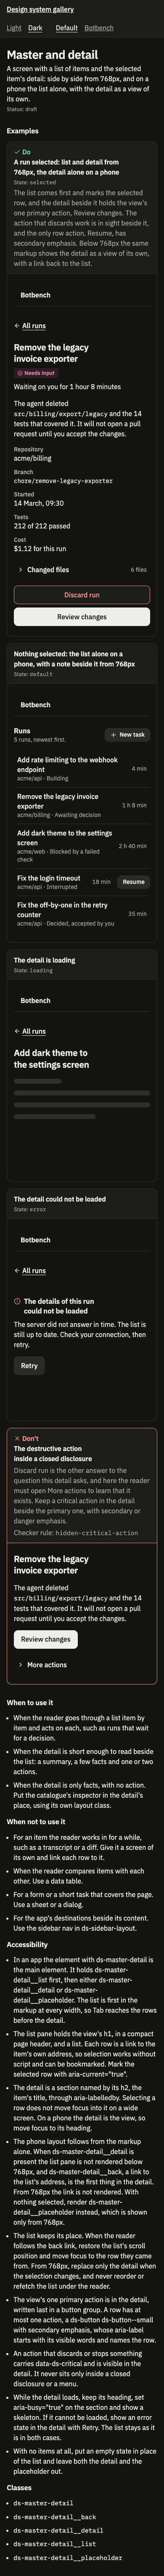 Design system gallery
Light Dark Default Botbench
Master and detail
A screen with a list of items and the selected
item's detail: side by side from 768px, and on a
phone the list alone, with the detail as a view of
its own.
Status: draft
Examples
Do
A run selected: list and detail from
768px, the detail alone on a phone
State: selected
The list comes first and marks the selected
row, and the detail beside it holds the view's
one primary action, Review changes. The
action that discards work is in sight beside it,
and the only row action, Resume, has
secondary emphasis. Below 768px the same
markup shows the detail as a view of its own,
with a link back to the list.
Botbench
← All runs
Remove the legacy
invoice exporter
Needs input
Waiting on you for 1 hour 8 minutes
The agent deleted
src/billing/export/legacy and the 14
tests that covered it. It will not open a pull
request until you accept the changes.
Repository
acme/billing
Branch
chore/remove-legacy-exporter
Started
14 March, 09:30
Tests
212 of 212 passed
Cost
$1.12 for this run
Changed files 6 files
Discard run
Review changes
Nothing selected: the list alone on a
phone, with a note beside it from 768px
State: default
Botbench
Runs
5 runs, newest first.
+ New task
Add rate limiting to the webhook
endpoint
acme/api · Building
4 min
Remove the legacy invoice
exporter
acme/billing · Awaiting decision
1 h 8 min
Add dark theme to the settings
screen
acme/web · Blocked by a failed
check
2 h 40 min
Fix the login timeout
acme/api · Interrupted
18 min Resume
Fix the off-by-one in the retry
counter
acme/api · Decided, accepted by you
35 min
The detail is loading
State: loading
Botbench
← All runs
Add dark theme to
the settings screen
The detail could not be loaded
State: error
Botbench
← All runs
The details of this run
could not be loaded
The server did not answer in time. The list is
still up to date. Check your connection, then
retry.
Retry
Don't
The destructive action
inside a closed disclosure
Discard run is the other answer to the
question this detail asks, and here the reader
must open More actions to learn that it
exists. Keep a critical action in the detail
beside the primary one, with secondary or
danger emphasis.
Checker rule: hidden-critical-action
Remove the legacy
invoice exporter
The agent deleted
src/billing/export/legacy and the 14
tests that covered it. It will not open a pull
request until you accept the changes.
Review changes
More actions
When to use it
• When the reader goes through a list item by
item and acts on each, such as runs that wait
for a decision.
• When the detail is short enough to read beside
the list: a summary, a few facts and one or two
actions.
• When the detail is only facts, with no action.
Put the catalogue's inspector in the detail's
place, using its own layout class.
When not to use it
• For an item the reader works in for a while,
such as a transcript or a diff. Give it a screen of
its own and link each row to it.
• When the reader compares items with each
other. Use a data table.
• For a form or a short task that covers the page.
Use a sheet or a dialog.
• For the app's destinations beside its content.
Use the sidebar nav in ds-sidebar-layout.
Accessibility
• In an app the element with ds-master-detail is
the main element. It holds ds-master-
detail__list first, then either ds-master-
detail__detail or ds-master-
detail__placeholder. The list is first in the
markup at every width, so Tab reaches the rows
before the detail.
• The list pane holds the view's h1, in a compact
page header, and a list. Each row is a link to the
item's own address, so selection works without
script and can be bookmarked. Mark the
selected row with aria-current="true".
• The detail is a section named by its h2, the
item's title, through aria-labelledby. Selecting a
row does not move focus into it on a wide
screen. On a phone the detail is the view, so
move focus to its heading.
• The phone layout follows from the markup
alone. When ds-master-detail__detail is
present the list pane is not rendered below
768px, and ds-master-detail__back, a link to
the list's address, is the first thing in the detail.
From 768px the link is not rendered. With
nothing selected, render ds-master-
detail__placeholder instead, which is shown
only from 768px.
• The list keeps its place. When the reader
follows the back link, restore the list's scroll
position and move focus to the row they came
from. From 768px, replace only the detail when
the selection changes, and never reorder or
refetch the list under the reader.
• The view's one primary action is in the detail,
written last in a button group. A row has at
most one action, a ds-button ds-button--small
with secondary emphasis, whose aria-label
starts with its visible words and names the row.
• An action that discards or stops something
carries data-ds-critical and is visible in the
detail. It never sits only inside a closed
disclosure or a menu.
• While the detail loads, keep its heading, set
aria-busy="true" on the section and show a
skeleton. If it cannot be loaded, show an error
state in the detail with Retry. The list stays as it
is in both cases.
• With no items at all, put an empty state in place
of the list and leave both the detail and the
placeholder out.
Classes
• ds-master-detail
• ds-master-detail__back
• ds-master-detail__detail
• ds-master-detail__list
• ds-master-detail__placeholder